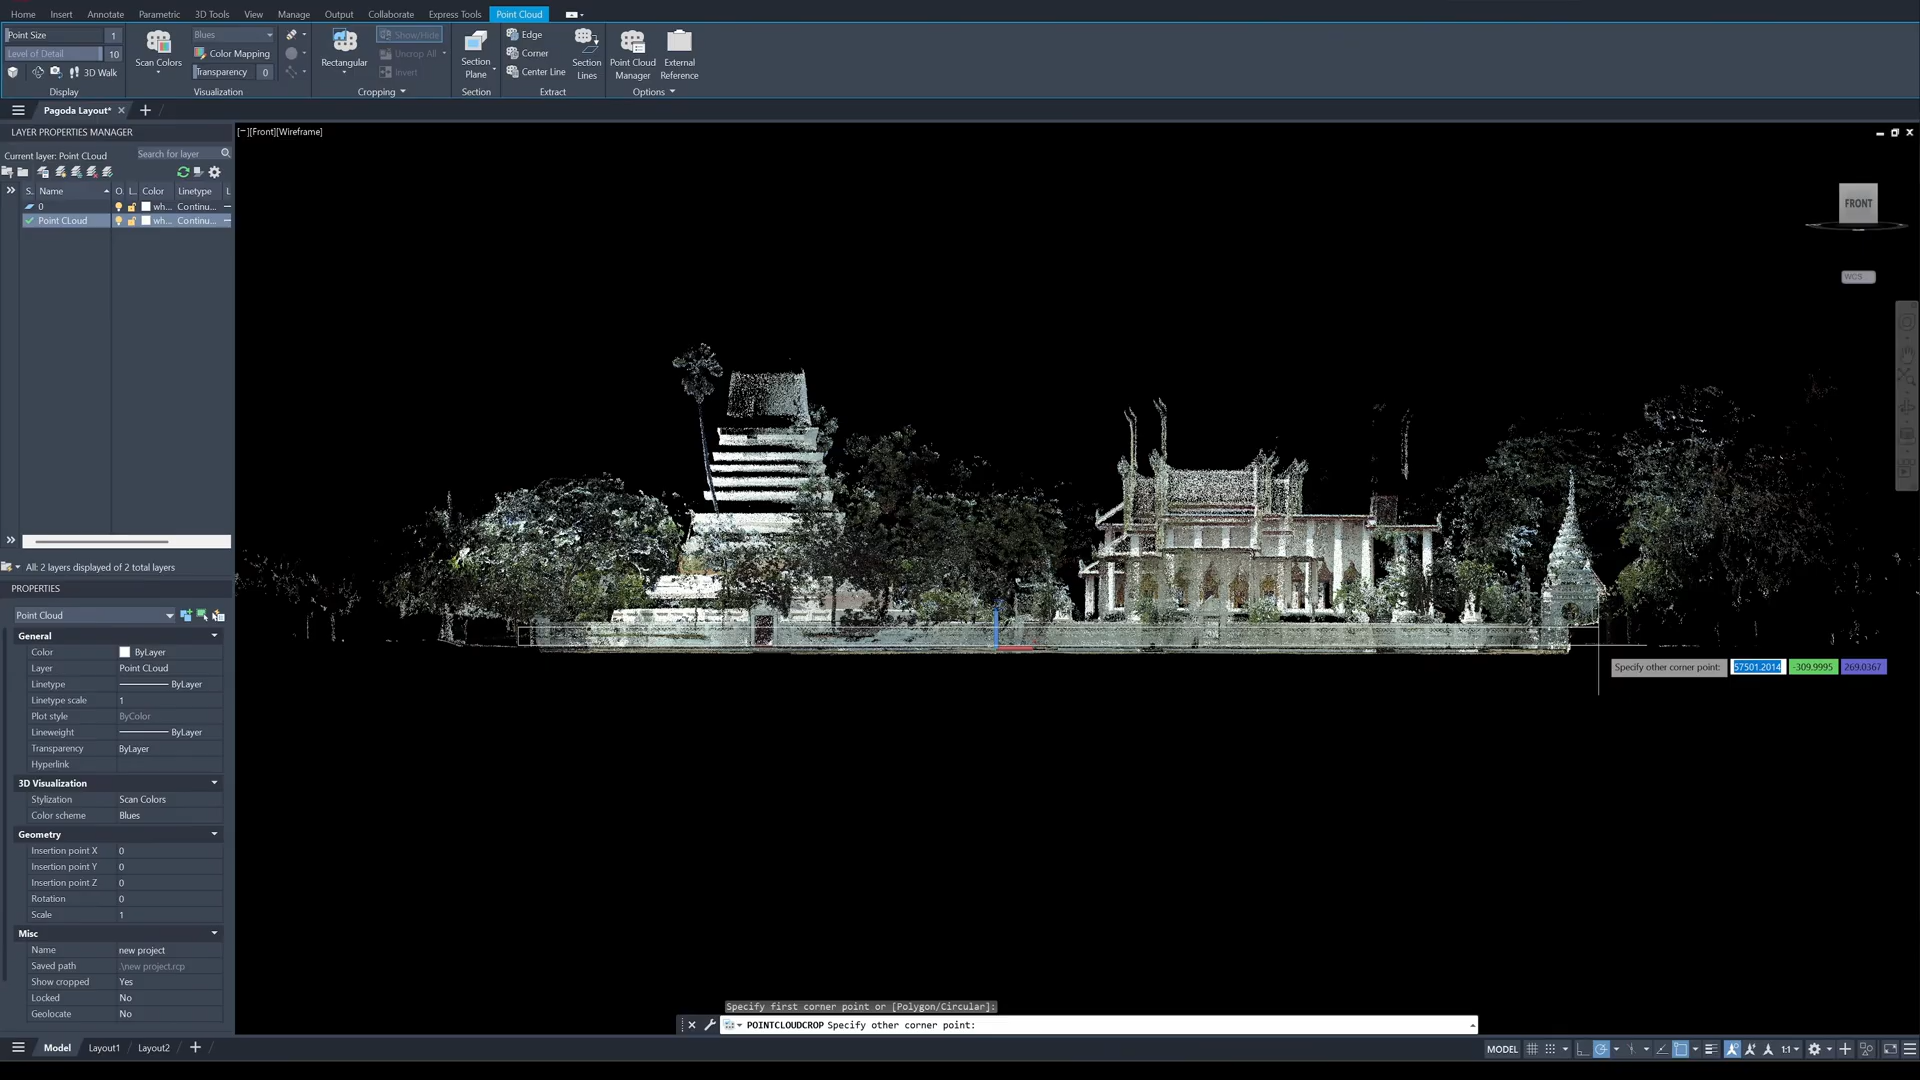 Home Insert Annotate Parametric 3D Tools View Manage Output Collaborate Express Tools Point Cloud
Point Size 1
Level of Detail 10
3D Walk
Display
Scan Colors
Blues
Color Mapping
Transparency 0
Visualization
Rectangular
Show/Hide
Uncrop All
Invert
Cropping
Section Plane
Section
Edge
Corner
Center Line
Section Lines
Extract
Point Cloud Manager
External Reference
Options
Pagoda Layout*
LAYER PROPERTIES MANAGER
Current layer: Point CLoud
Search for layer
S. Name O. L. Color Linetype L
0 wh... Continu...
Point CLoud wh... Continu...
All: 2 layers displayed of 2 total layers
PROPERTIES
Point Cloud
General
Color ByLayer
Layer Point CLoud
Linetype ByLayer
Linetype scale 1
Plot style ByColor
Lineweight ByLayer
Transparency ByLayer
Hyperlink
3D Visualization
Stylization Scan Colors
Color scheme Blues
Geometry
Insertion point X 0
Insertion point Y 0
Insertion point Z 0
Rotation 0
Scale 1
Misc
Name new project
Saved path .\new project.rcp
Show cropped Yes
Locked No
Geolocate No
[−][Front][Wireframe]
FRONT
WCS
Specify other corner point: 57501.2014 -309.9995 269.0367
Specify first corner point or [Polygon/Circular]:
POINTCLOUDCROP Specify other corner point:
Model Layout1 Layout2
MODEL 1:1